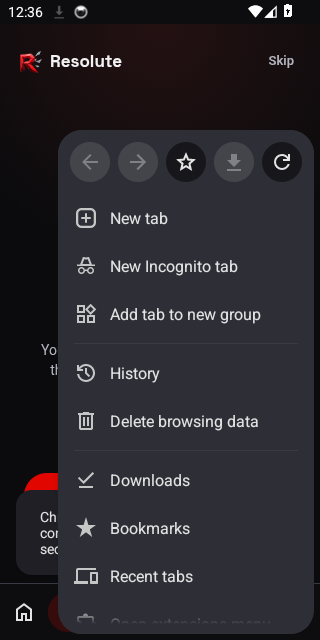 12:36
Resolute
Skip
New tab
New Incognito tab
Add tab to new group
History
Delete browsing data
Downloads
Bookmarks
Recent tabs